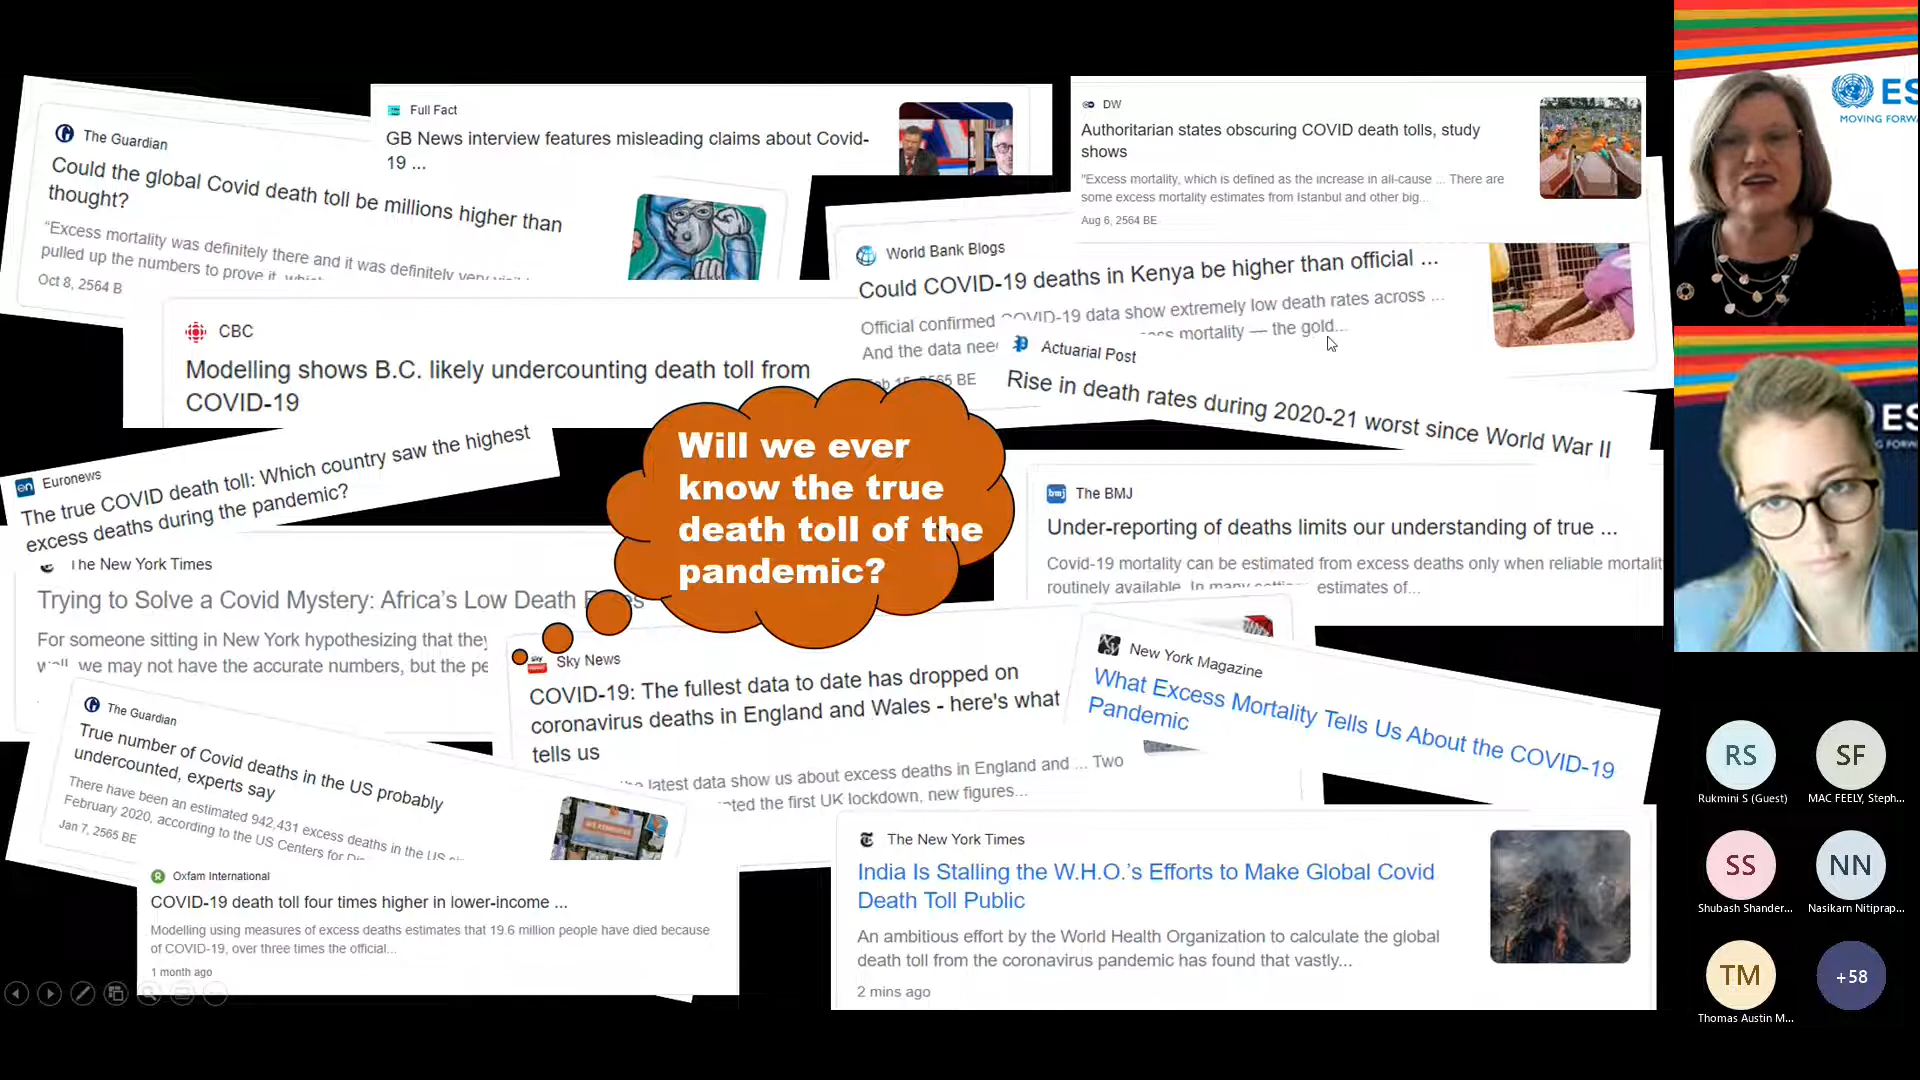 The Guardian
Could the global Covid death toll be millions higher than
thought?
"Excess mortality was definitely there and it was definitely very
pulled up the numbers to prove it,
Oct 8, 2564 B
Full Fact
GB News interview features misleading claims about Covid-
19 ...
DW
Authoritarian states obscuring COVID death tolls, study
shows
"Excess mortality, which is defined as the increase in all-cause ... There are
some excess mortality estimates from Istanbul and other big...
Aug 6, 2564 BE
World Bank Blogs
Could COVID-19 deaths in Kenya be higher than official ...
Official confirmed COVID-19 data show extremely low death rates across ...
And the data nee
mortality — the gold...
565 BE
CBC
Modelling shows B.C. likely undercounting death toll from
COVID-19
Actuarial Post
Rise in death rates during 2020-21 worst since World War II
Will we ever
know the true
death toll of the
pandemic?
Euronews
The true COVID death toll: Which country saw the highest
excess deaths during the pandemic?
The BMJ
Under-reporting of deaths limits our understanding of true ...
Covid-19 mortality can be estimated from excess deaths only when reliable mortalit
routinely available. In many estimates of...
The New York Times
Trying to Solve a Covid Mystery: Africa's Low Death
For someone sitting in New York hypothesizing that they
well, we may not have the accurate numbers, but the pe
sky news
Sky News
COVID-19: The fullest data to date has dropped on
coronavirus deaths in England and Wales - here's what
tells us
latest data show us about excess deaths in England and ... Two
the first UK lockdown, new figures...
New York Magazine
What Excess Mortality Tells Us About the COVID-19
Pandemic
The Guardian
True number of Covid deaths in the US probably
undercounted, experts say
There have been an estimated 942,431 excess deaths in the US
February 2020, according to the US Centers for
Jan 7, 2565 BE
Oxfam International
COVID-19 death toll four times higher in lower-income ...
Modelling using measures of excess deaths estimates that 19.6 million people have died because
of COVID-19, over three times the official...
1 month ago
The New York Times
India Is Stalling the W.H.O.'s Efforts to Make Global Covid
Death Toll Public
An ambitious effort by the World Health Organization to calculate the global
death toll from the coronavirus pandemic has found that vastly...
2 mins ago
ES
MOVING FORWA
ES
G FORWA
RS
Rukmini S (Guest)
SF
MAC FEELY, Steph...
SS
Shubash Shander...
NN
Nasikarn Nitiprap...
TM
Thomas Austin M...
+58